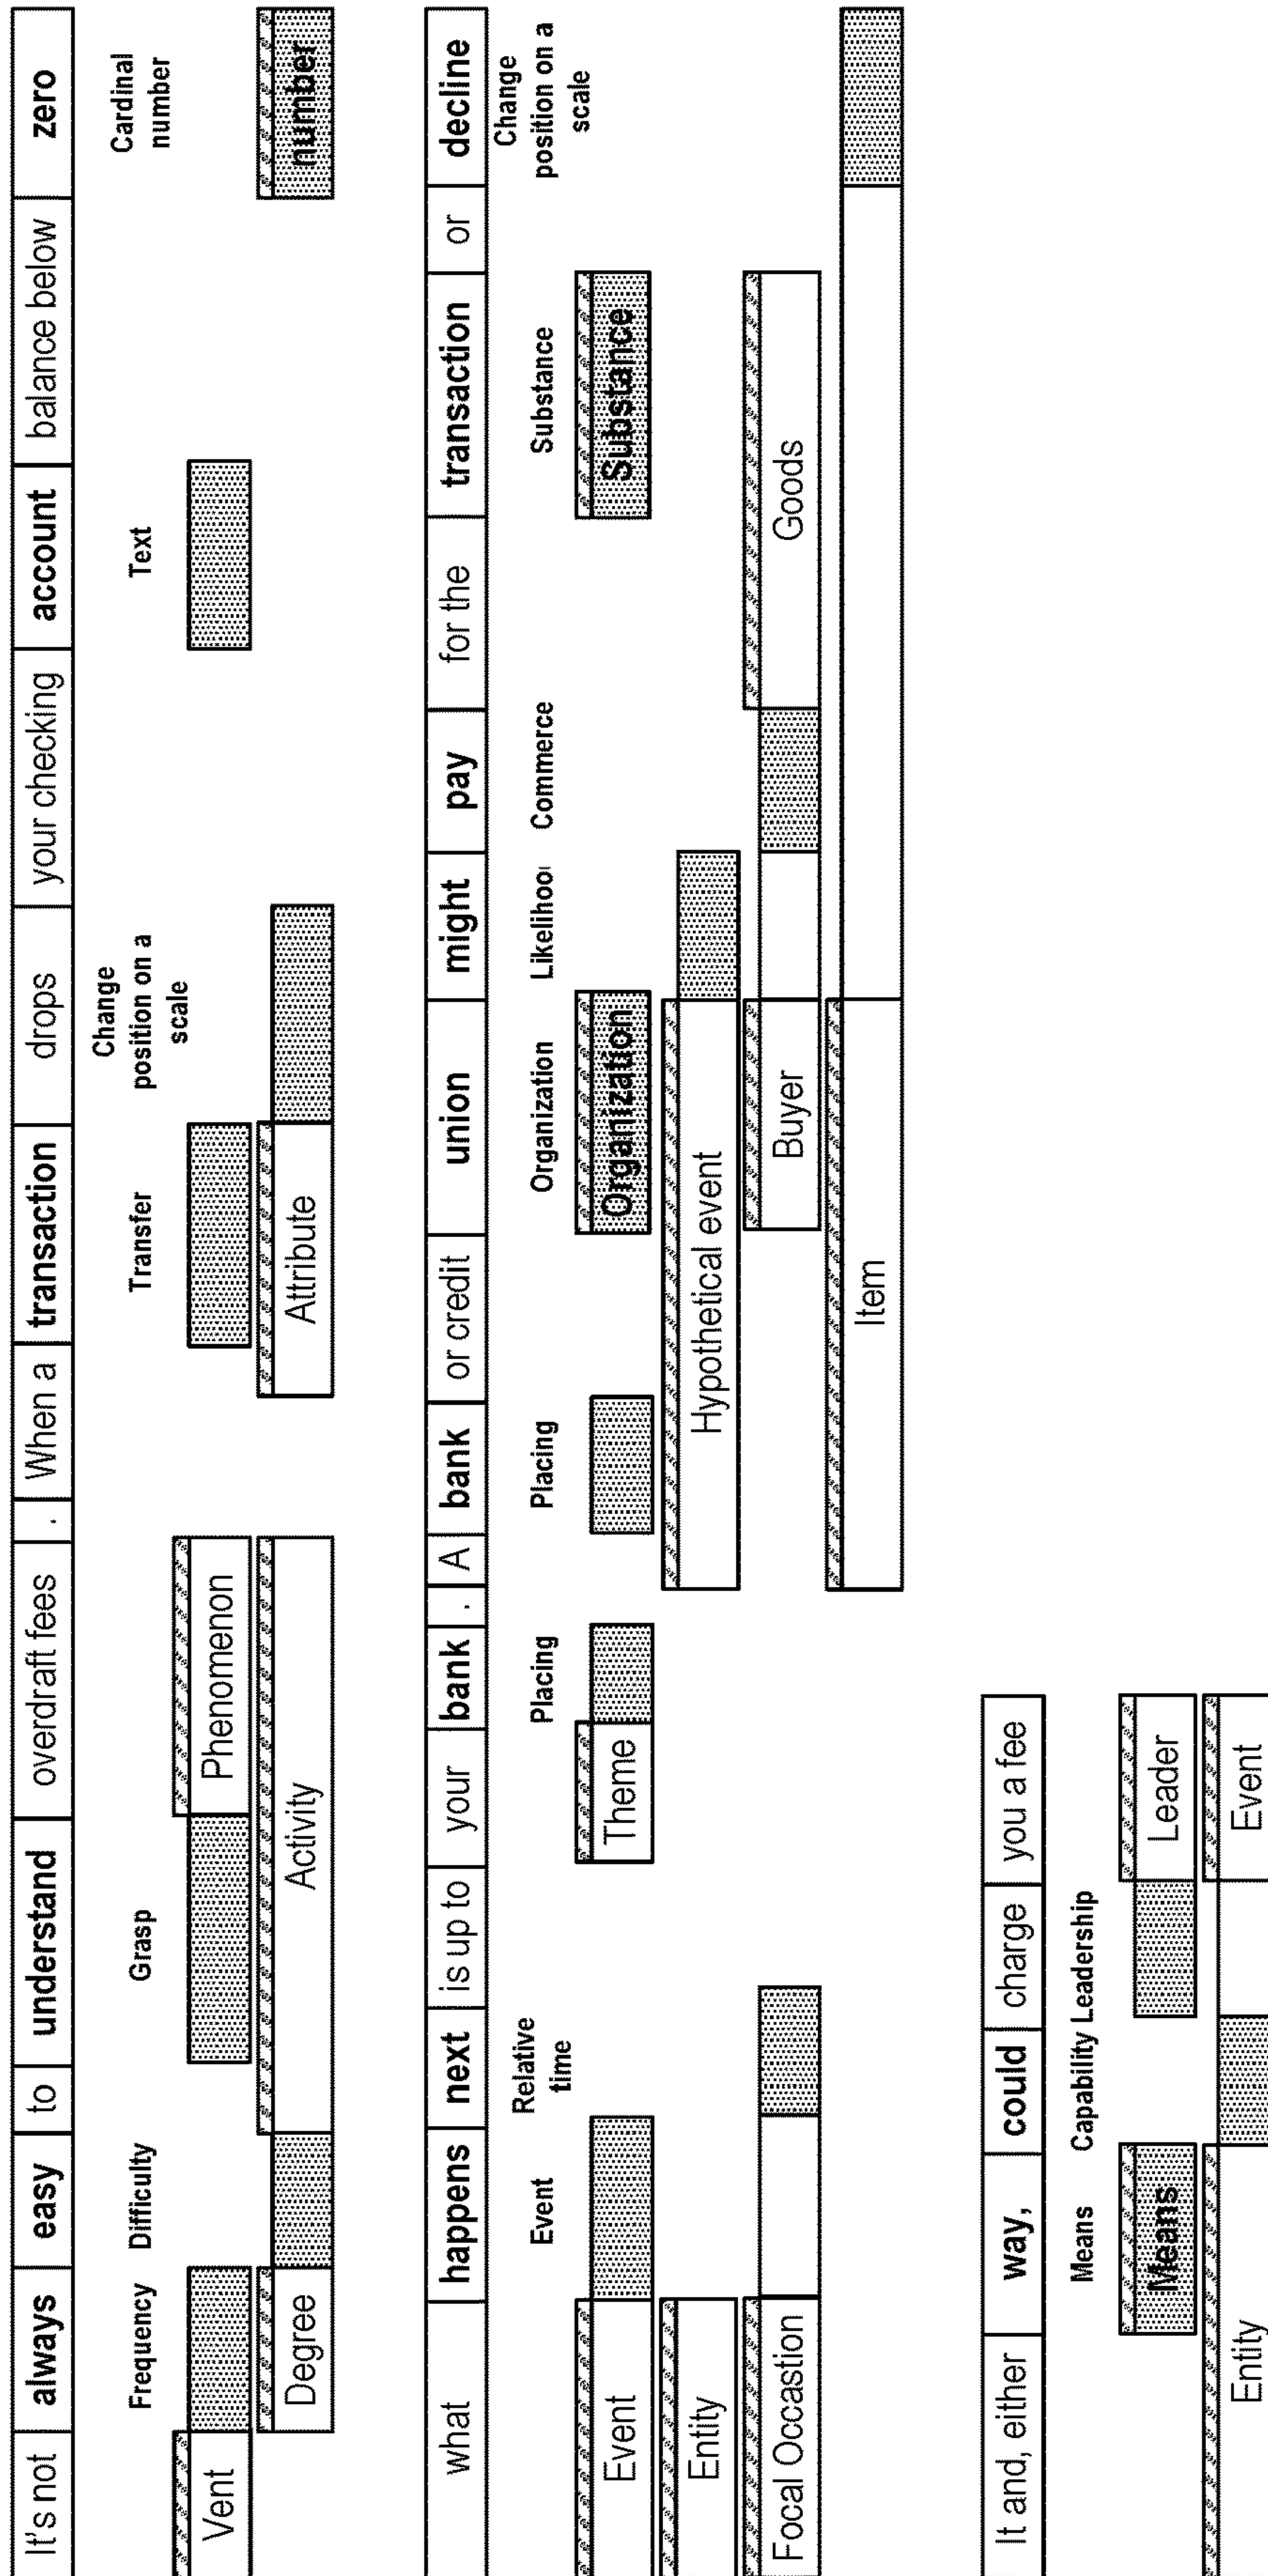 It's not always easy to understand overdraft fees . When a transaction drops your checking account balance below zero
Frequency Difficulty Grasp Transfer Change position on a scale Text Cardinal number
Vent Phenomenon
Degree Activity Attribute number
what happens next is up to your bank . A bank or credit union might pay for the transaction or decline
Event Relative time Placing Placing Organization Likelihoo Commerce Substance Change position on a scale
Event Theme Organization Substance
Entity Hypothetical event
Focal Occastion Buyer Goods
Item
It and, either way, could charge you a fee
Means Capability Leadership
Means Leader
Entity Event